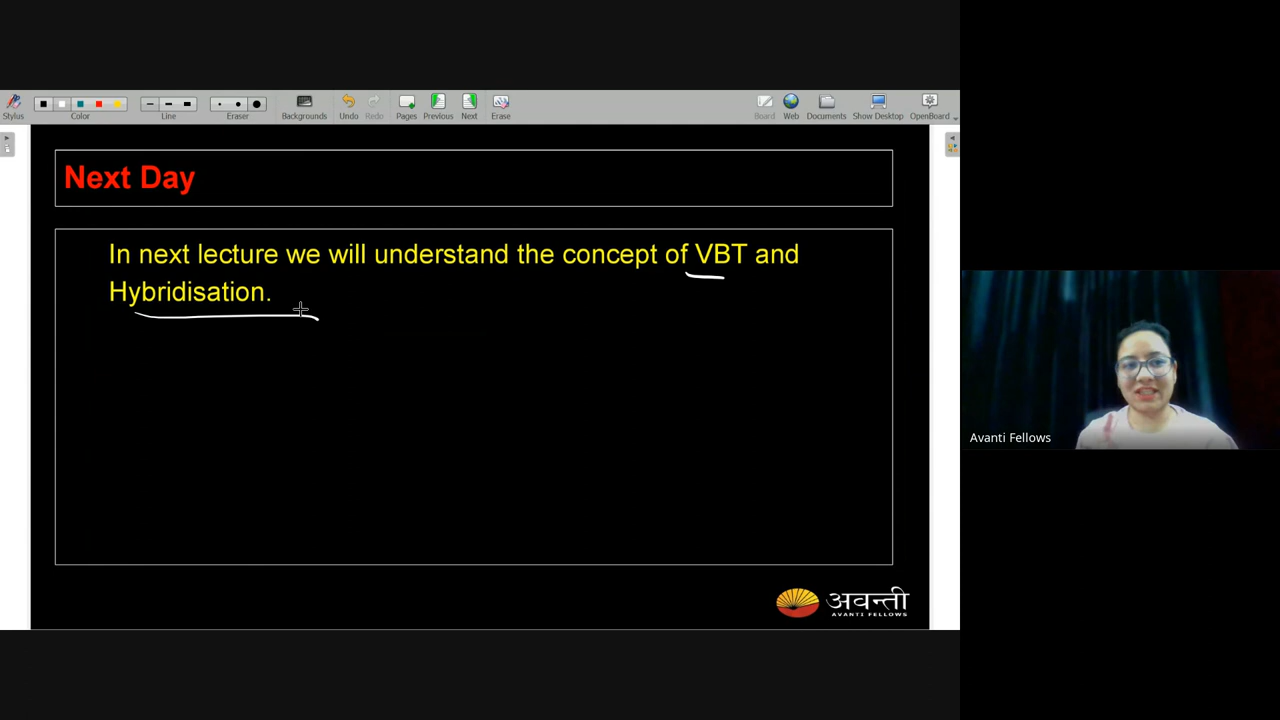 Stylus
Color
Line
Eraser
Backgrounds
Undo
Redo
Pages
Previous
Next
Erase
Board
Web
Documents
Show Desktop
OpenBoard
Next Day
In next lecture we will understand the concept of VBT and
Hybridisation.
अवन्ती
AVANTI FELLOWS
Avanti Fellows